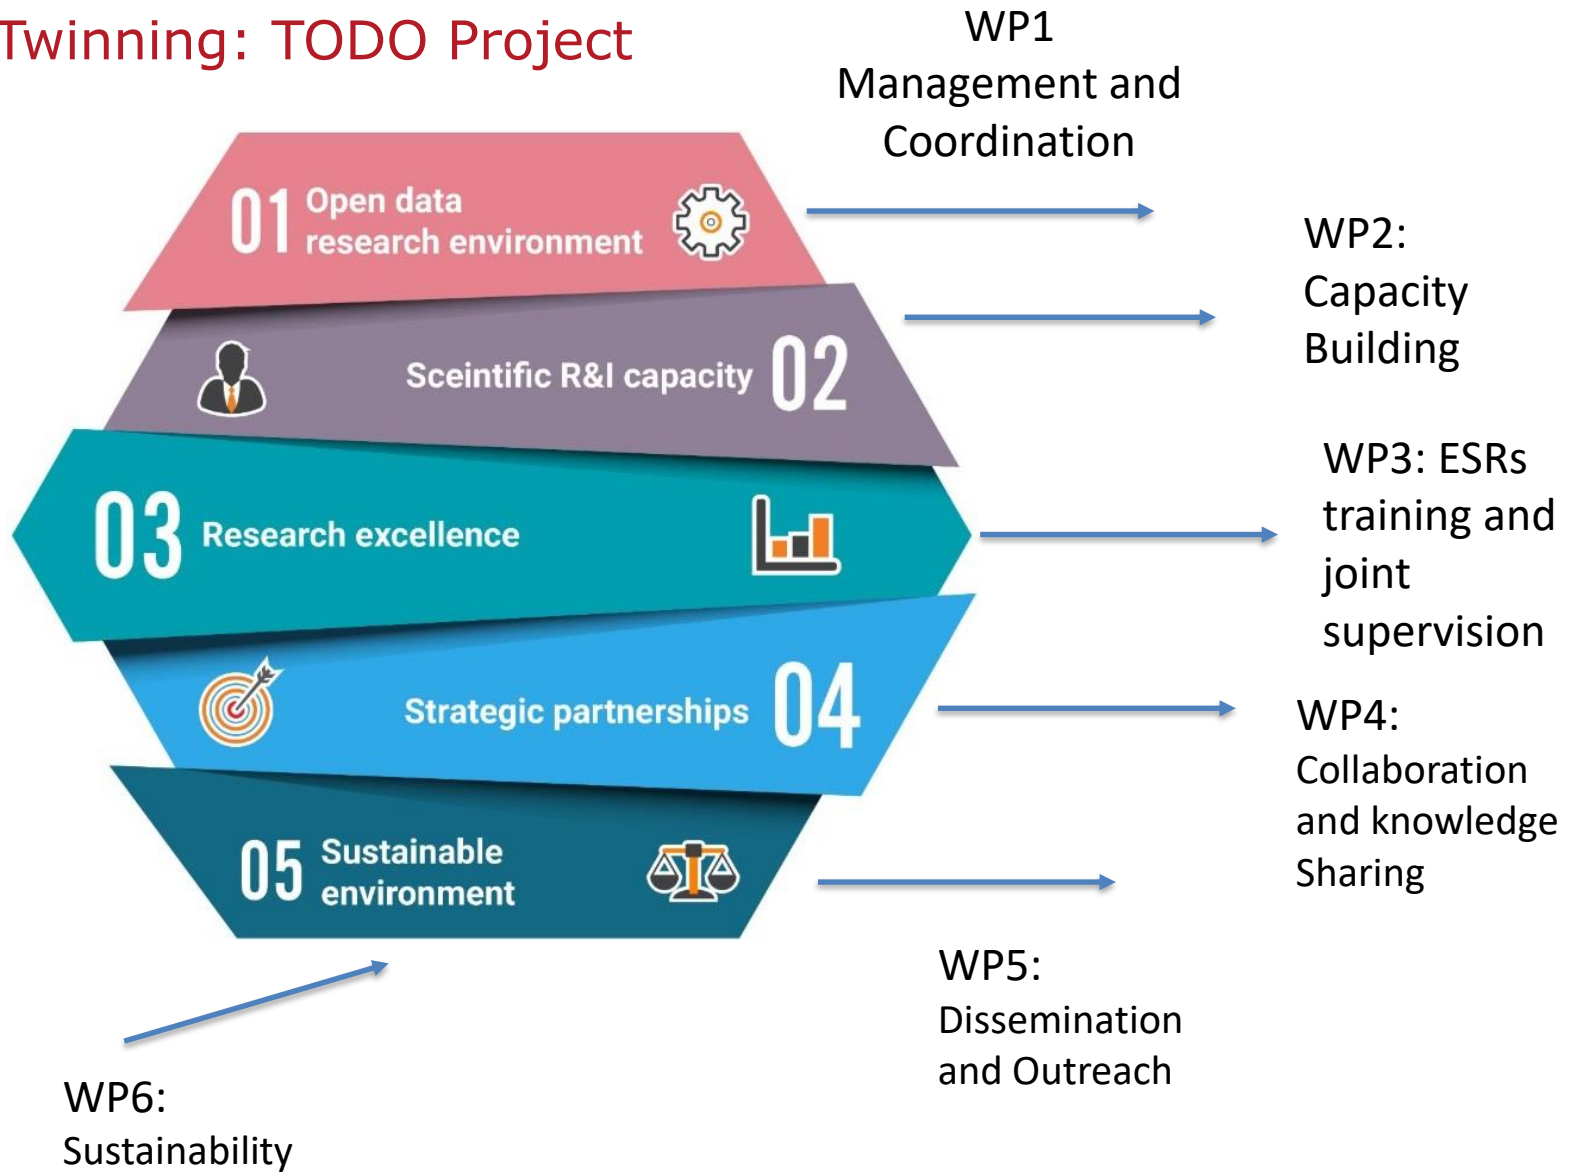 Twinning: TODO Project
WP1
Management and
Coordination
01 Open data
research environment
WP2:
Capacity
Building
Sceintific R&I capacity 02
WP3: ESRs
training and
joint
supervision
03 Research excellence
Strategic partnerships 04
WP4:
Collaboration
and knowledge
Sharing
05 Sustainable
environment
WP5:
Dissemination
and Outreach
WP6:
Sustainability